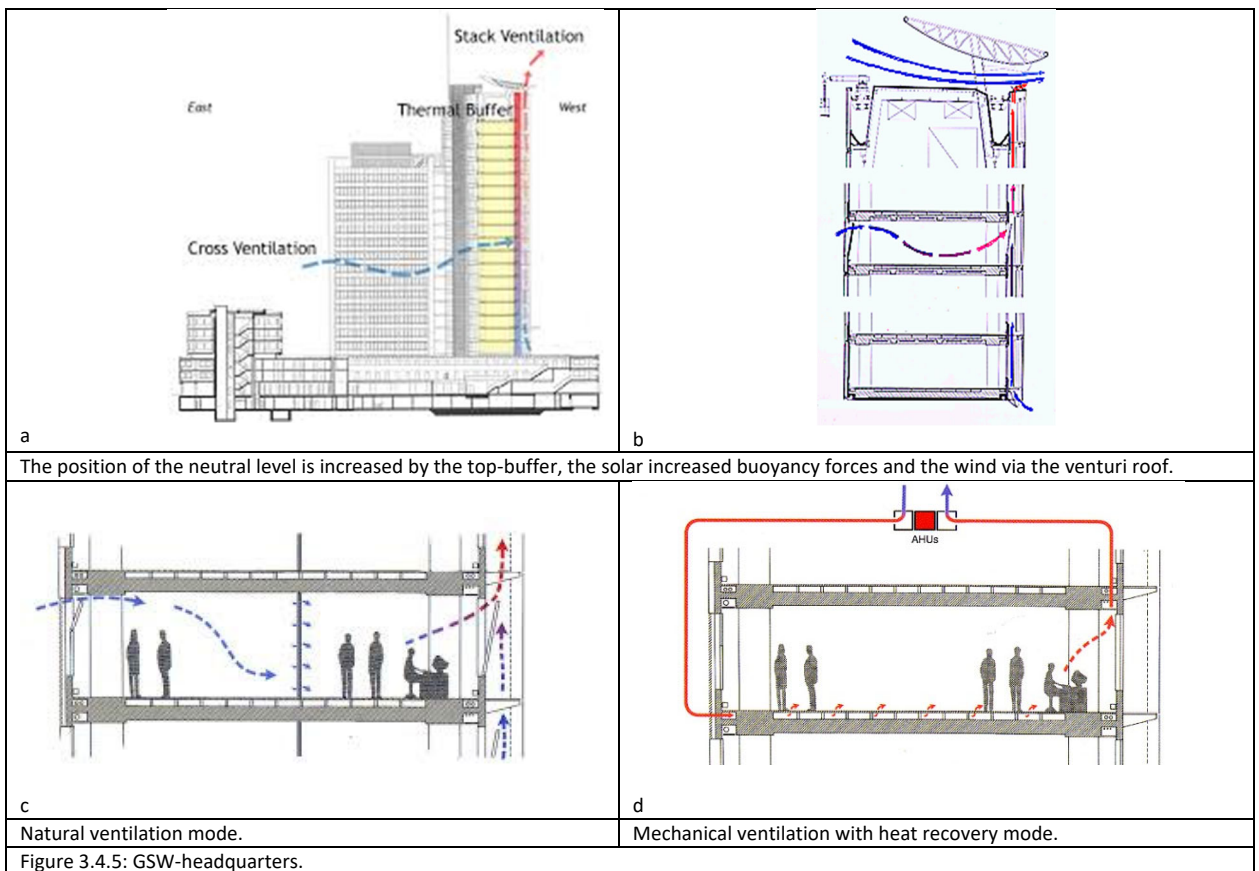 Stack Ventilation
East
Thermal Buffer
West
Cross Ventilation
a
b
The position of the neutral level is increased by the top-buffer, the solar increased buoyancy forces and the wind via the venturi roof.
AHUs
c
d
Natural ventilation mode.
Mechanical ventilation with heat recovery mode.
Figure 3.4.5: GSW-headquarters.